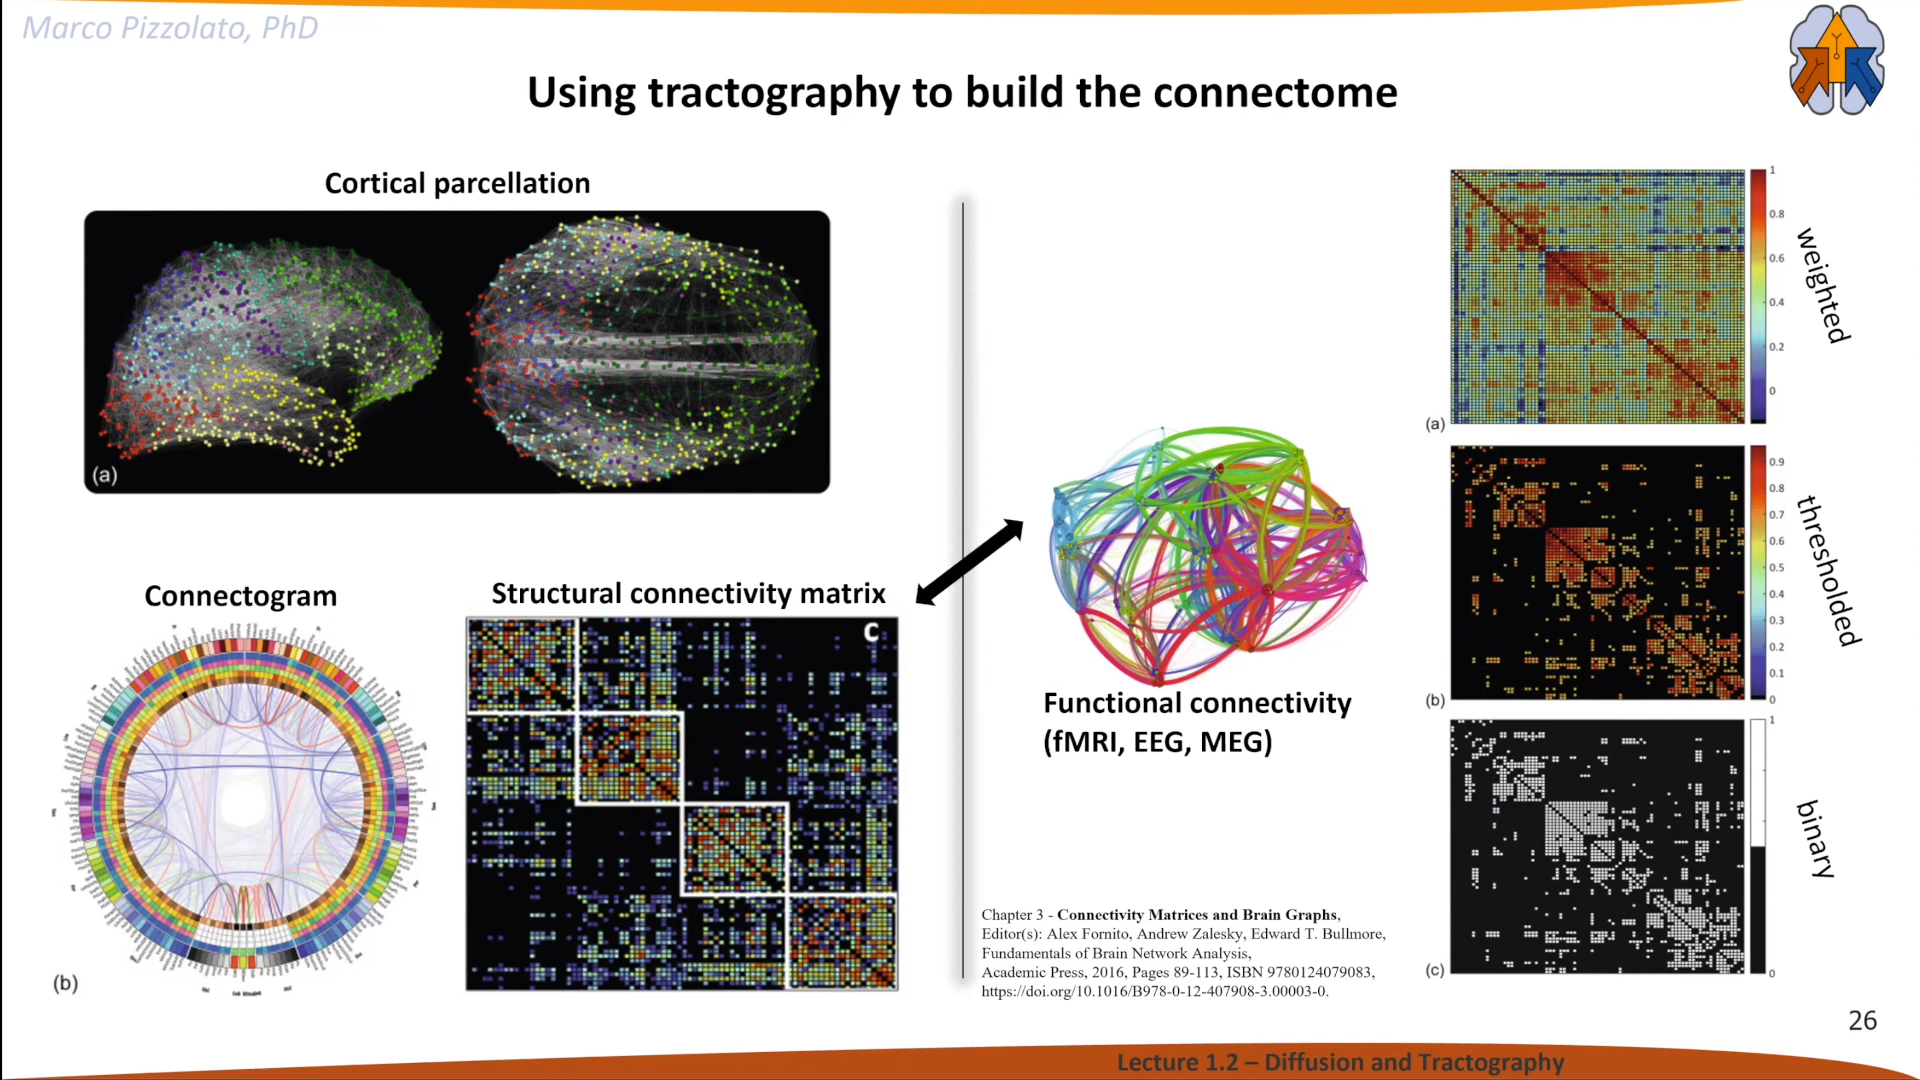 Marco Pizzolato, PhD
Using tractography to build the connectome
Cortical parcellation
(a)
Connectogram
(b)
Structural connectivity matrix
c
Functional connectivity
(fMRI, EEG, MEG)
Chapter 3 - Connectivity Matrices and Brain Graphs,
Editor(s): Alex Fornito, Andrew Zalesky, Edward T. Bullmore,
Fundamentals of Brain Network Analysis,
Academic Press, 2016, Pages 89-113, ISBN 9780124079083,
https://doi.org/10.1016/B978-0-12-407908-3.00003-0.
1
0.8
0.6
0.4
0.2
0
(a)
weighted
0.9
0.8
0.7
0.6
0.5
0.4
0.3
0.2
0.1
0
(b)
thresholded
1
0
(c)
binary
26
Lecture 1.2 – Diffusion and Tractography